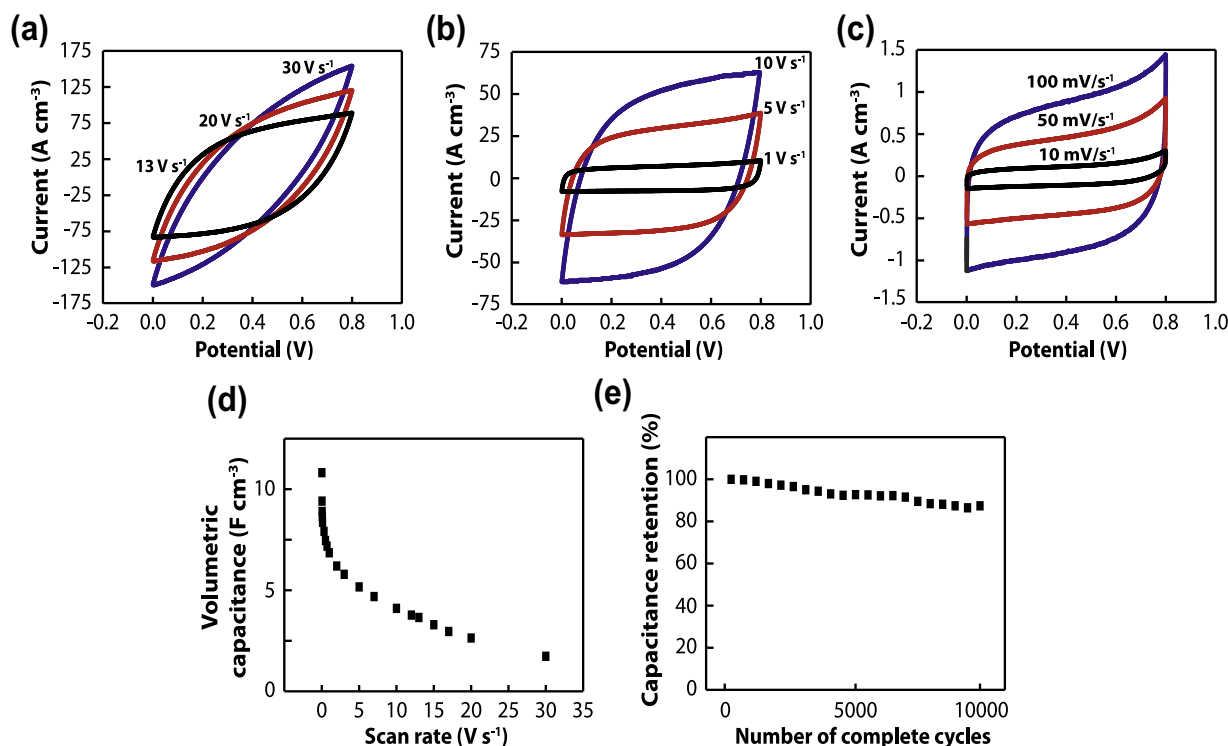 (a)
175
125
75
25
-25
-75
-125
-175
Current (A cm⁻³)
30 V s⁻¹
20 V s⁻¹
13 V s⁻¹
-0.2 0.0 0.2 0.4 0.6 0.8 1.0
Potential (V)
(b)
75
50
25
0
-25
-50
-75
Current (A cm⁻³)
10 V s⁻¹
5 V s⁻¹
1 V s⁻¹
-0.2 0.0 0.2 0.4 0.6 0.8 1.0
Potential (V)
(c)
1.5
1
0.5
0
-0.5
-1
-1.5
Current (A cm⁻³)
100 mV/s⁻¹
50 mV/s⁻¹
10 mV/s⁻¹
-0.2 0.0 0.2 0.4 0.6 0.8 1.0
Potential (V)
(d)
10
5
0
Volumetric
capacitance (F cm⁻³)
0 5 10 15 20 25 30 35
Scan rate (V s⁻¹)
(e)
100
80
60
40
20
0
Capacitance retention (%)
0 5000 10000
Number of complete cycles